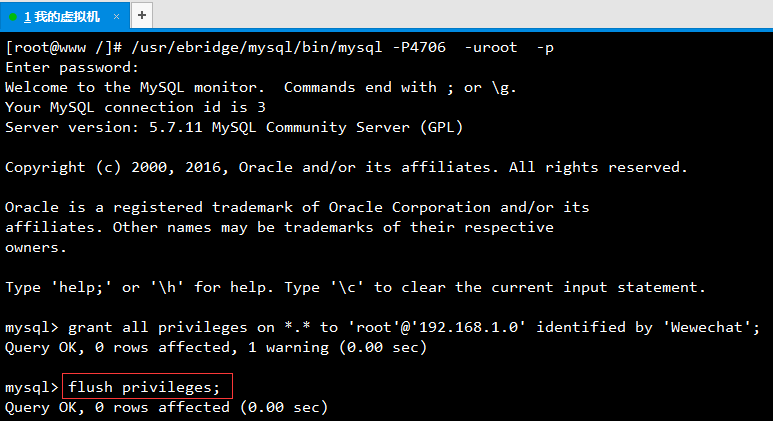 1 我的虚拟机 × +
[root@www /]# /usr/ebridge/mysql/bin/mysql -P4706  -uroot  -p
Enter password:
Welcome to the MySQL monitor.  Commands end with ; or \g.
Your MySQL connection id is 3
Server version: 5.7.11 MySQL Community Server (GPL)
Copyright (c) 2000, 2016, Oracle and/or its affiliates. All rights reserved.
Oracle is a registered trademark of Oracle Corporation and/or its
affiliates. Other names may be trademarks of their respective
owners.
Type 'help;' or '\h' for help. Type '\c' to clear the current input statement.
mysql> grant all privileges on *.* to 'root'@'192.168.1.0' identified by 'Wewechat';
Query OK, 0 rows affected, 1 warning (0.00 sec)
mysql> flush privileges;
Query OK, 0 rows affected (0.00 sec)